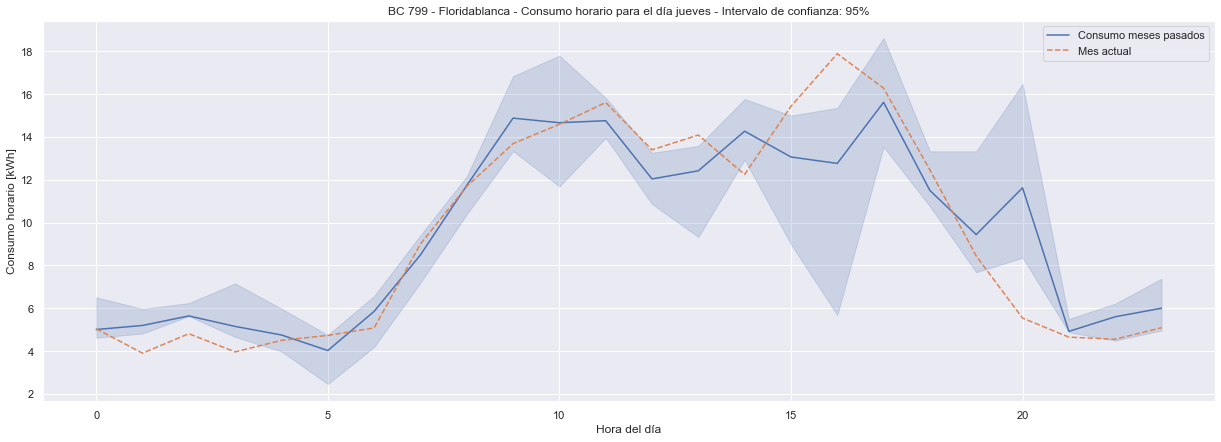 BC 799 - Floridablanca - Consumo horario para el día jueves - Intervalo de confianza: 95%
Consumo meses pasados
Mes actual
Consumo horario [kWh]
18
16
14
12
10
8
6
4
2
0
5
10
15
20
Hora del día